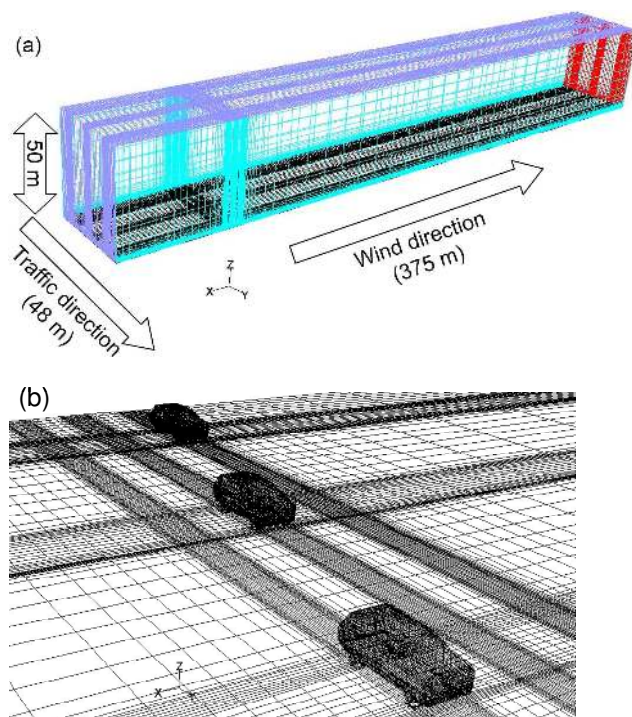 (a)
50 m
Traffic direction
(48 m)
Wind direction
(375 m)
Z
X
Y
(b)
Z
X